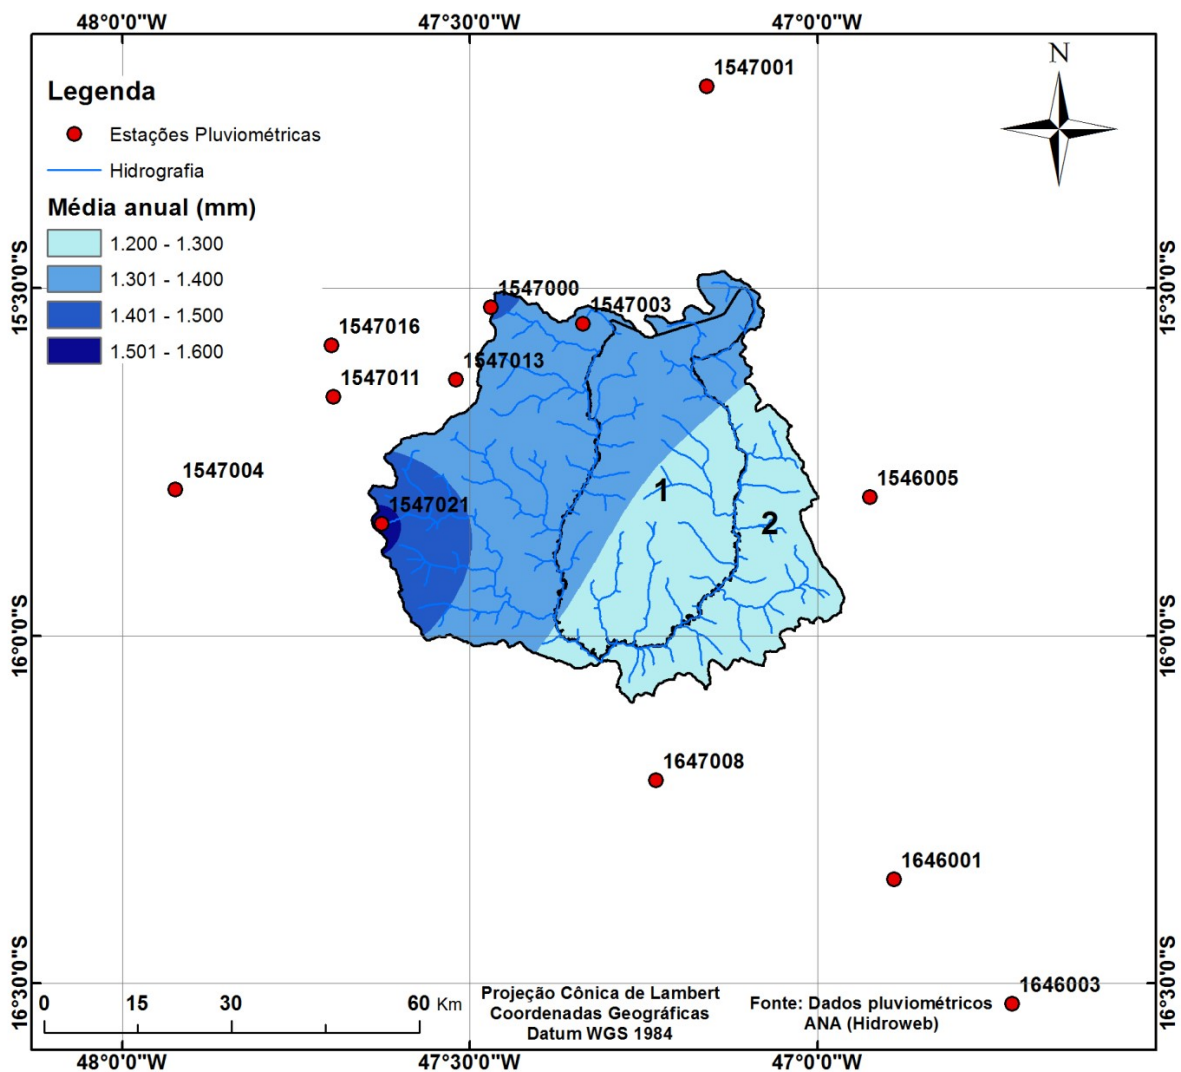 48°0'0"W 47°30'0"W 47°0'0"W
N
1547001
Legenda
Estações Pluviométricas
Hidrografia
Média anual (mm)
1.200 - 1.300
1.301 - 1.400
1.401 - 1.500
1.501 - 1.600
15°30'0"S 15°30'0"S
1547000
1547003
1547016
1547013
1547011
1547004
1546005
1547021
1
2
16°0'0"S 16°0'0"S
1647008
1646001
1646003
16°30'0"S 16°30'0"S
0 15 30 60 Km
Projeção Cônica de Lambert
Coordenadas Geográficas
Datum WGS 1984
Fonte: Dados pluviométricos
ANA (Hidroweb)
48°0'0"W 47°30'0"W 47°0'0"W